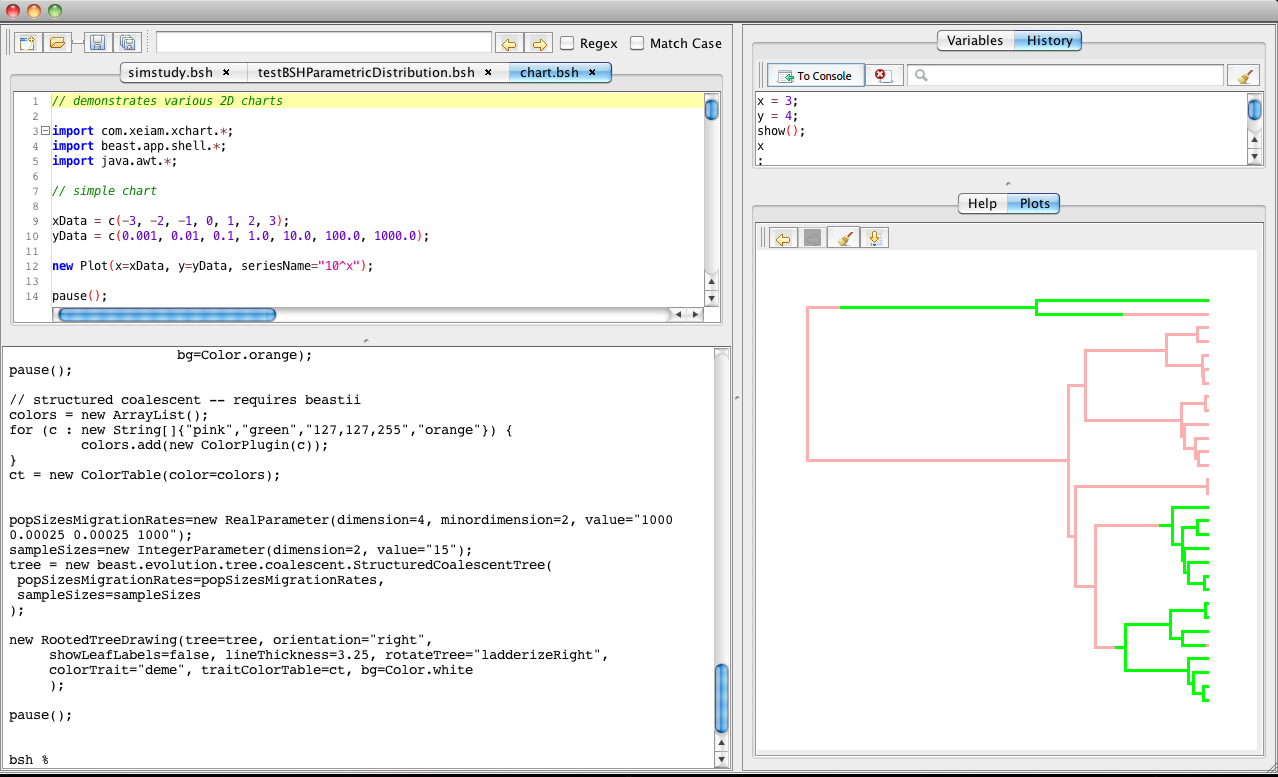 Regex
Match Case
simstudy.bsh ×
testBSHParametricDistribution.bsh ×
chart.bsh ×
1 // demonstrates various 2D charts
2
3 import com.xeiam.xchart.*;
4 import beast.app.shell.*;
5 import java.awt.*;
6
7 // simple chart
8
9 xData = c(-3, -2, -1, 0, 1, 2, 3);
10 yData = c(0.001, 0.01, 0.1, 1.0, 10.0, 100.0, 1000.0);
11
12 new Plot(x=xData, y=yData, seriesName="10^x");
13
14 pause();
bg=Color.orange);
pause();
// structured coalescent -- requires beastii
colors = new ArrayList();
for (c : new String[]{"pink","green","127,127,255","orange"}) {
colors.add(new ColorPlugin(c));
}
ct = new ColorTable(color=colors);
popSizesMigrationRates=new RealParameter(dimension=4, minordimension=2, value="1000
0.00025 0.00025 1000");
sampleSizes=new IntegerParameter(dimension=2, value="15");
tree = new beast.evolution.tree.coalescent.StructuredCoalescentTree(
popSizesMigrationRates=popSizesMigrationRates,
sampleSizes=sampleSizes
);
new RootedTreeDrawing(tree=tree, orientation="right",
showLeafLabels=false, lineThickness=3.25, rotateTree="ladderizeRight",
colorTrait="deme", traitColorTable=ct, bg=Color.white
);
pause();
bsh %
Variables
History
To Console
x = 3;
y = 4;
show();
x
;
Help
Plots